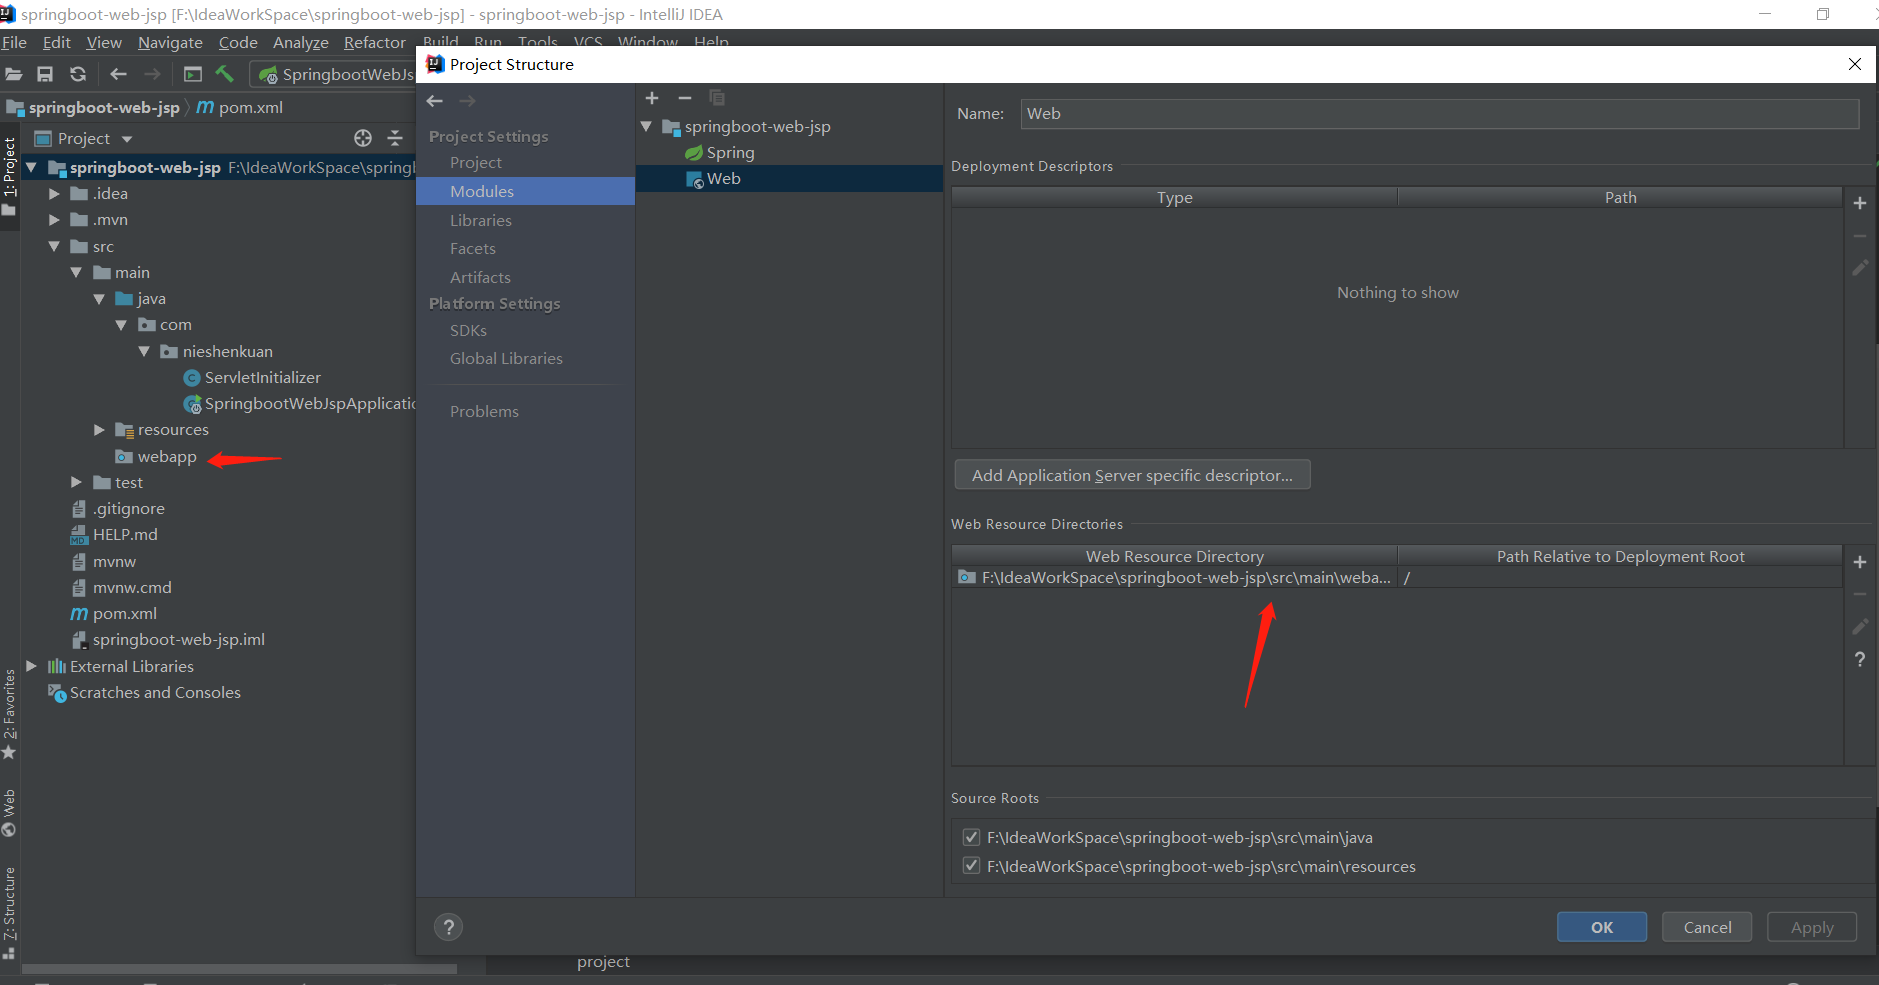 springboot-web-jsp [F:\IdeaWorkSpace\springboot-web-jsp] - springboot-web-jsp - IntelliJ IDEA
File Edit View Navigate Code Analyze Refactor Build Run Tools VCS Window Help
SpringbootWebJs
springboot-web-jsp
pom.xml
1: Project
2: Favorites
Web
7: Structure
Project
springboot-web-jsp F:\IdeaWorkSpace\spring
.idea
.mvn
src
main
java
com
nieshenkuan
ServletInitializer
SpringbootWebJspApplicatio
resources
webapp
test
.gitignore
HELP.md
mvnw
mvnw.cmd
pom.xml
springboot-web-jsp.iml
External Libraries
Scratches and Consoles
Project Structure
Project Settings
Project
Modules
Libraries
Facets
Artifacts
Platform Settings
SDKs
Global Libraries
Problems
springboot-web-jsp
Spring
Web
Name: Web
Deployment Descriptors
Type Path
Nothing to show
Add Application Server specific descriptor...
Web Resource Directories
Web Resource Directory Path Relative to Deployment Root
F:\IdeaWorkSpace\springboot-web-jsp\src\main\weba... /
Source Roots
F:\IdeaWorkSpace\springboot-web-jsp\src\main\java
F:\IdeaWorkSpace\springboot-web-jsp\src\main\resources
OK Cancel Apply
project